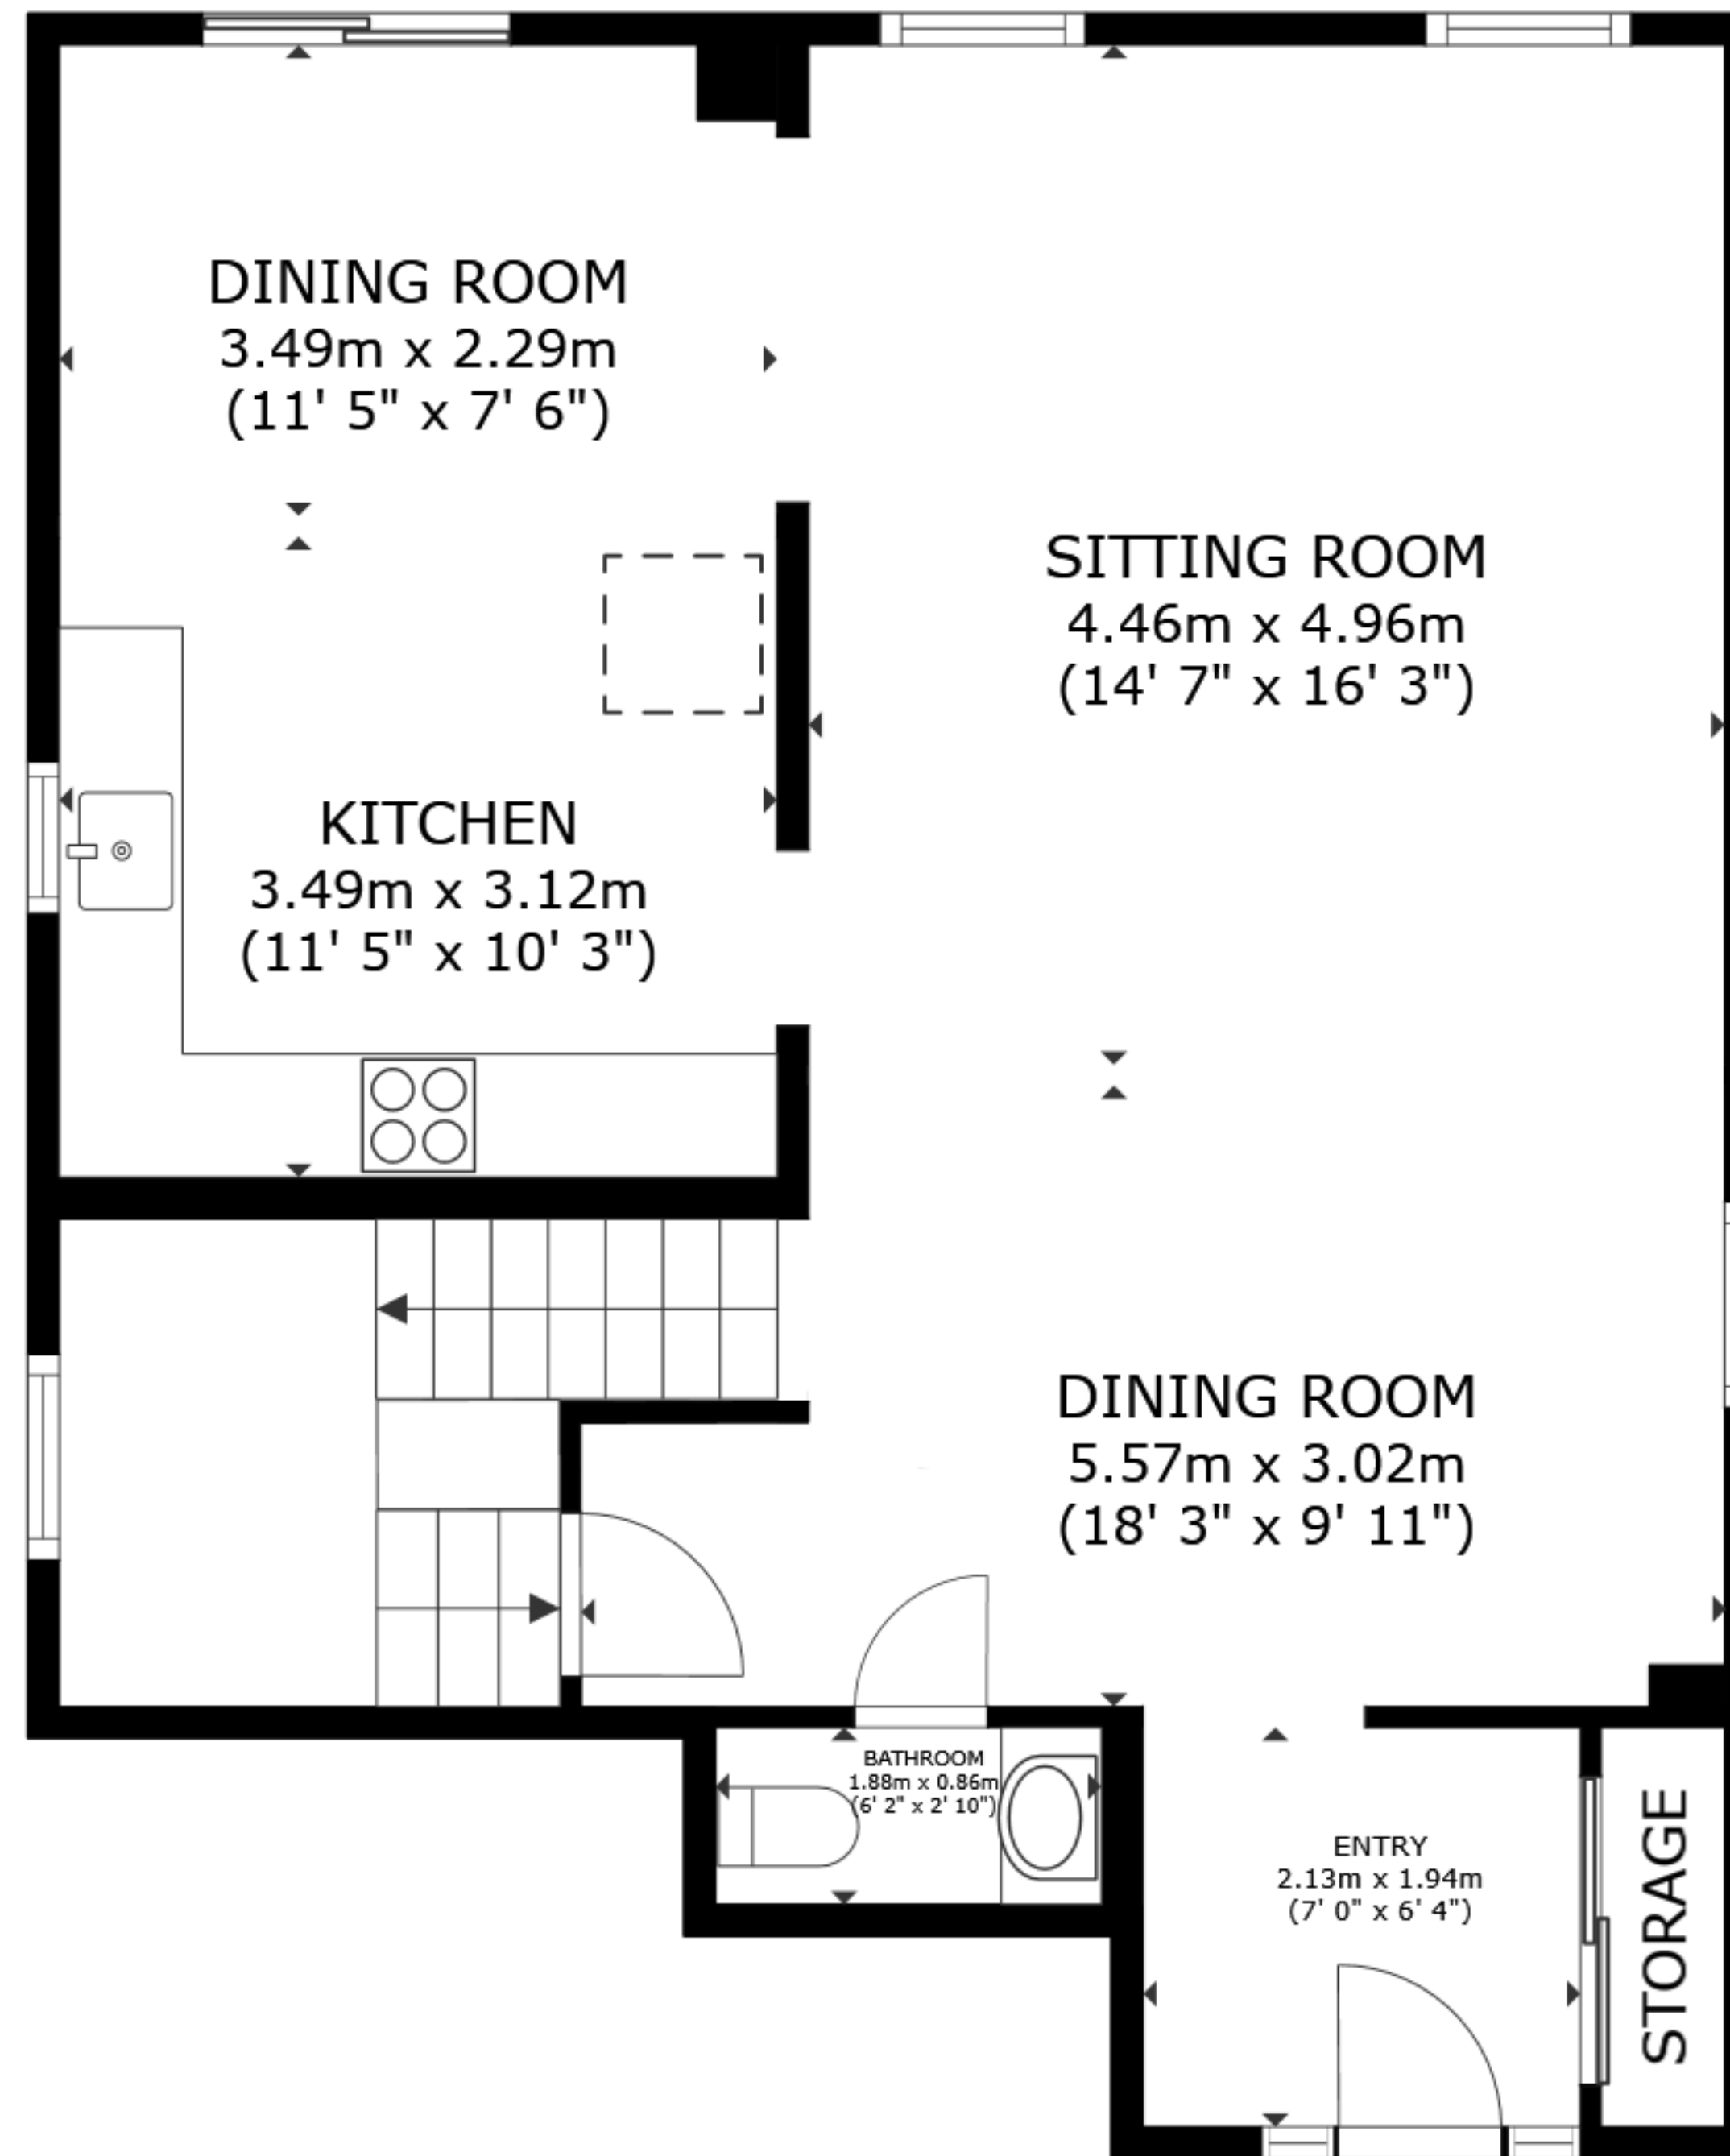 DINING ROOM
3.49m x 2.29m
(11' 5" x 7' 6")
SITTING ROOM
4.46m x 4.96m
(14' 7" x 16' 3")
KITCHEN
3.49m x 3.12m
(11' 5" x 10' 3")
DINING ROOM
5.57m x 3.02m
(18' 3" x 9' 11")
BATHROOM
1.88m x 0.86m
(6' 2" x 2' 10")
ENTRY
2.13m x 1.94m
(7' 0" x 6' 4")
STORAGE